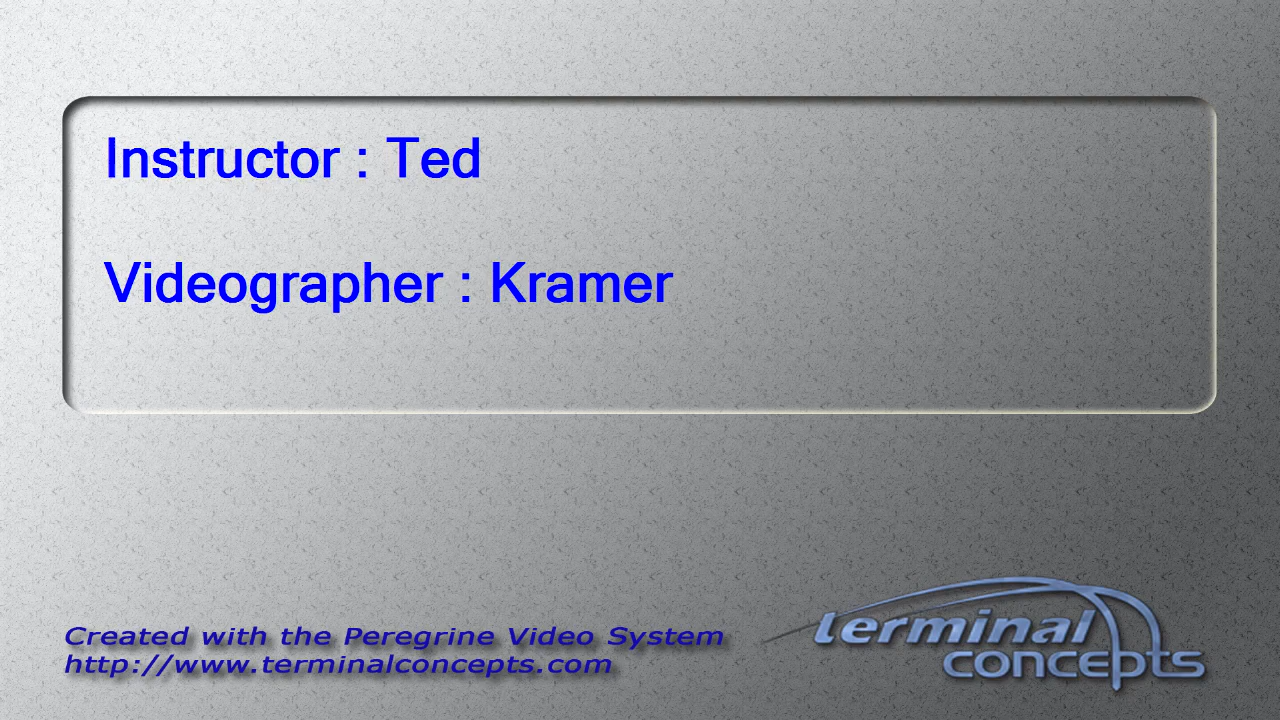 Instructor : Ted
Videographer : Kramer
Created with the Peregrine Video System
http://www.terminalconcepts.com
terminal
concepts